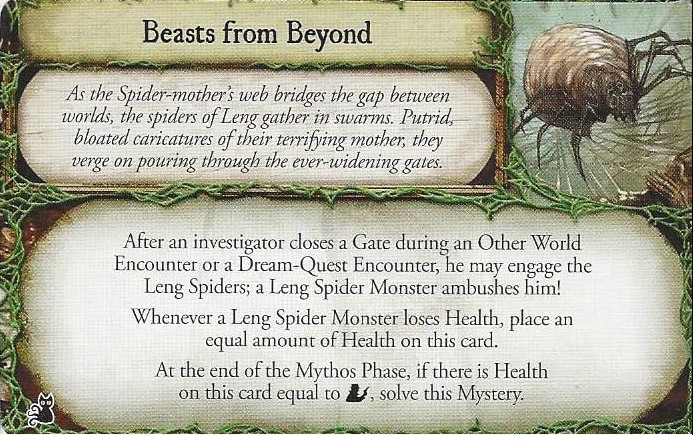 Beasts from Beyond
As the Spider-mother's web bridges the gap between
worlds, the spiders of Leng gather in swarms. Putrid,
bloated caricatures of their terrifying mother, they
verge on pouring through the ever-widening gates.
After an investigator closes a Gate during an Other World
Encounter or a Dream-Quest Encounter, he may engage the
Leng Spiders; a Leng Spider Monster ambushes him!
Whenever a Leng Spider Monster loses Health, place an
equal amount of Health on this card.
At the end of the Mythos Phase, if there is Health
on this card equal to , solve this Mystery.